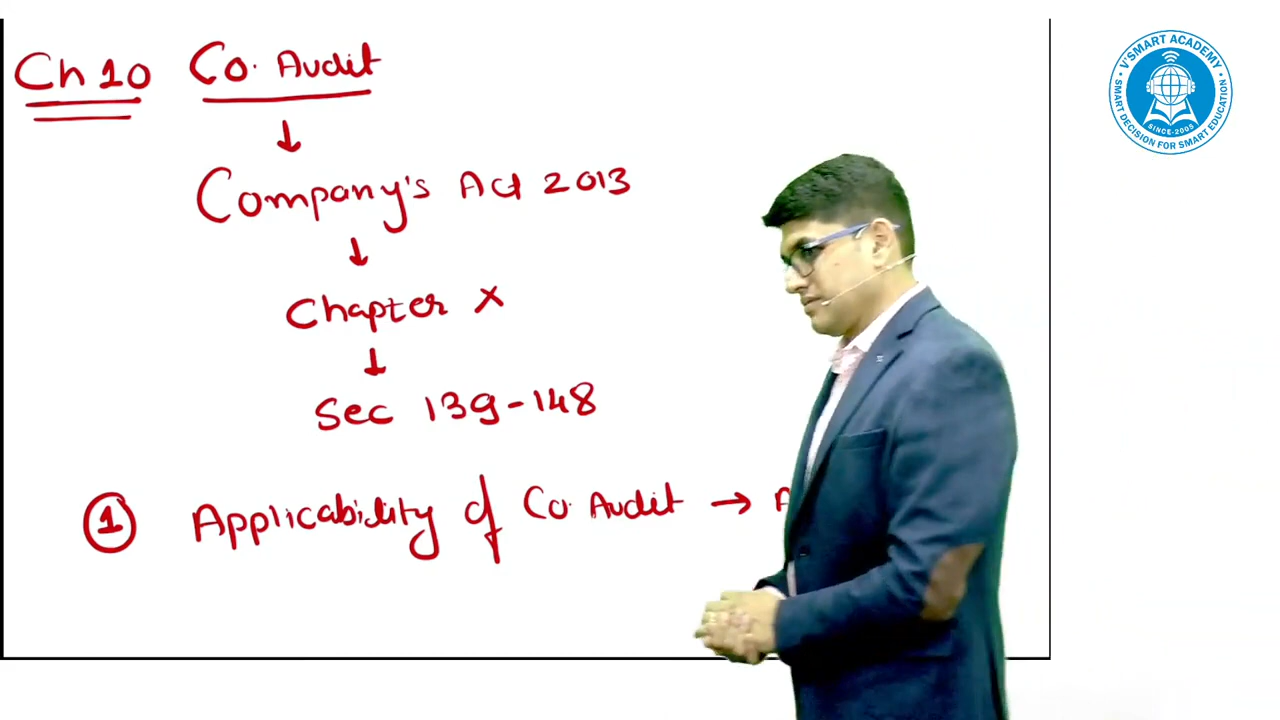 Ch 10 Co. Audit
↓
Company's Act 2013
↓
Chapter X
↓
Sec 139-148
① Applicability of Co. Audit →
V'SMART ACADEMY
SMART DECISION FOR SMART EDUCATION
SINCE-2005